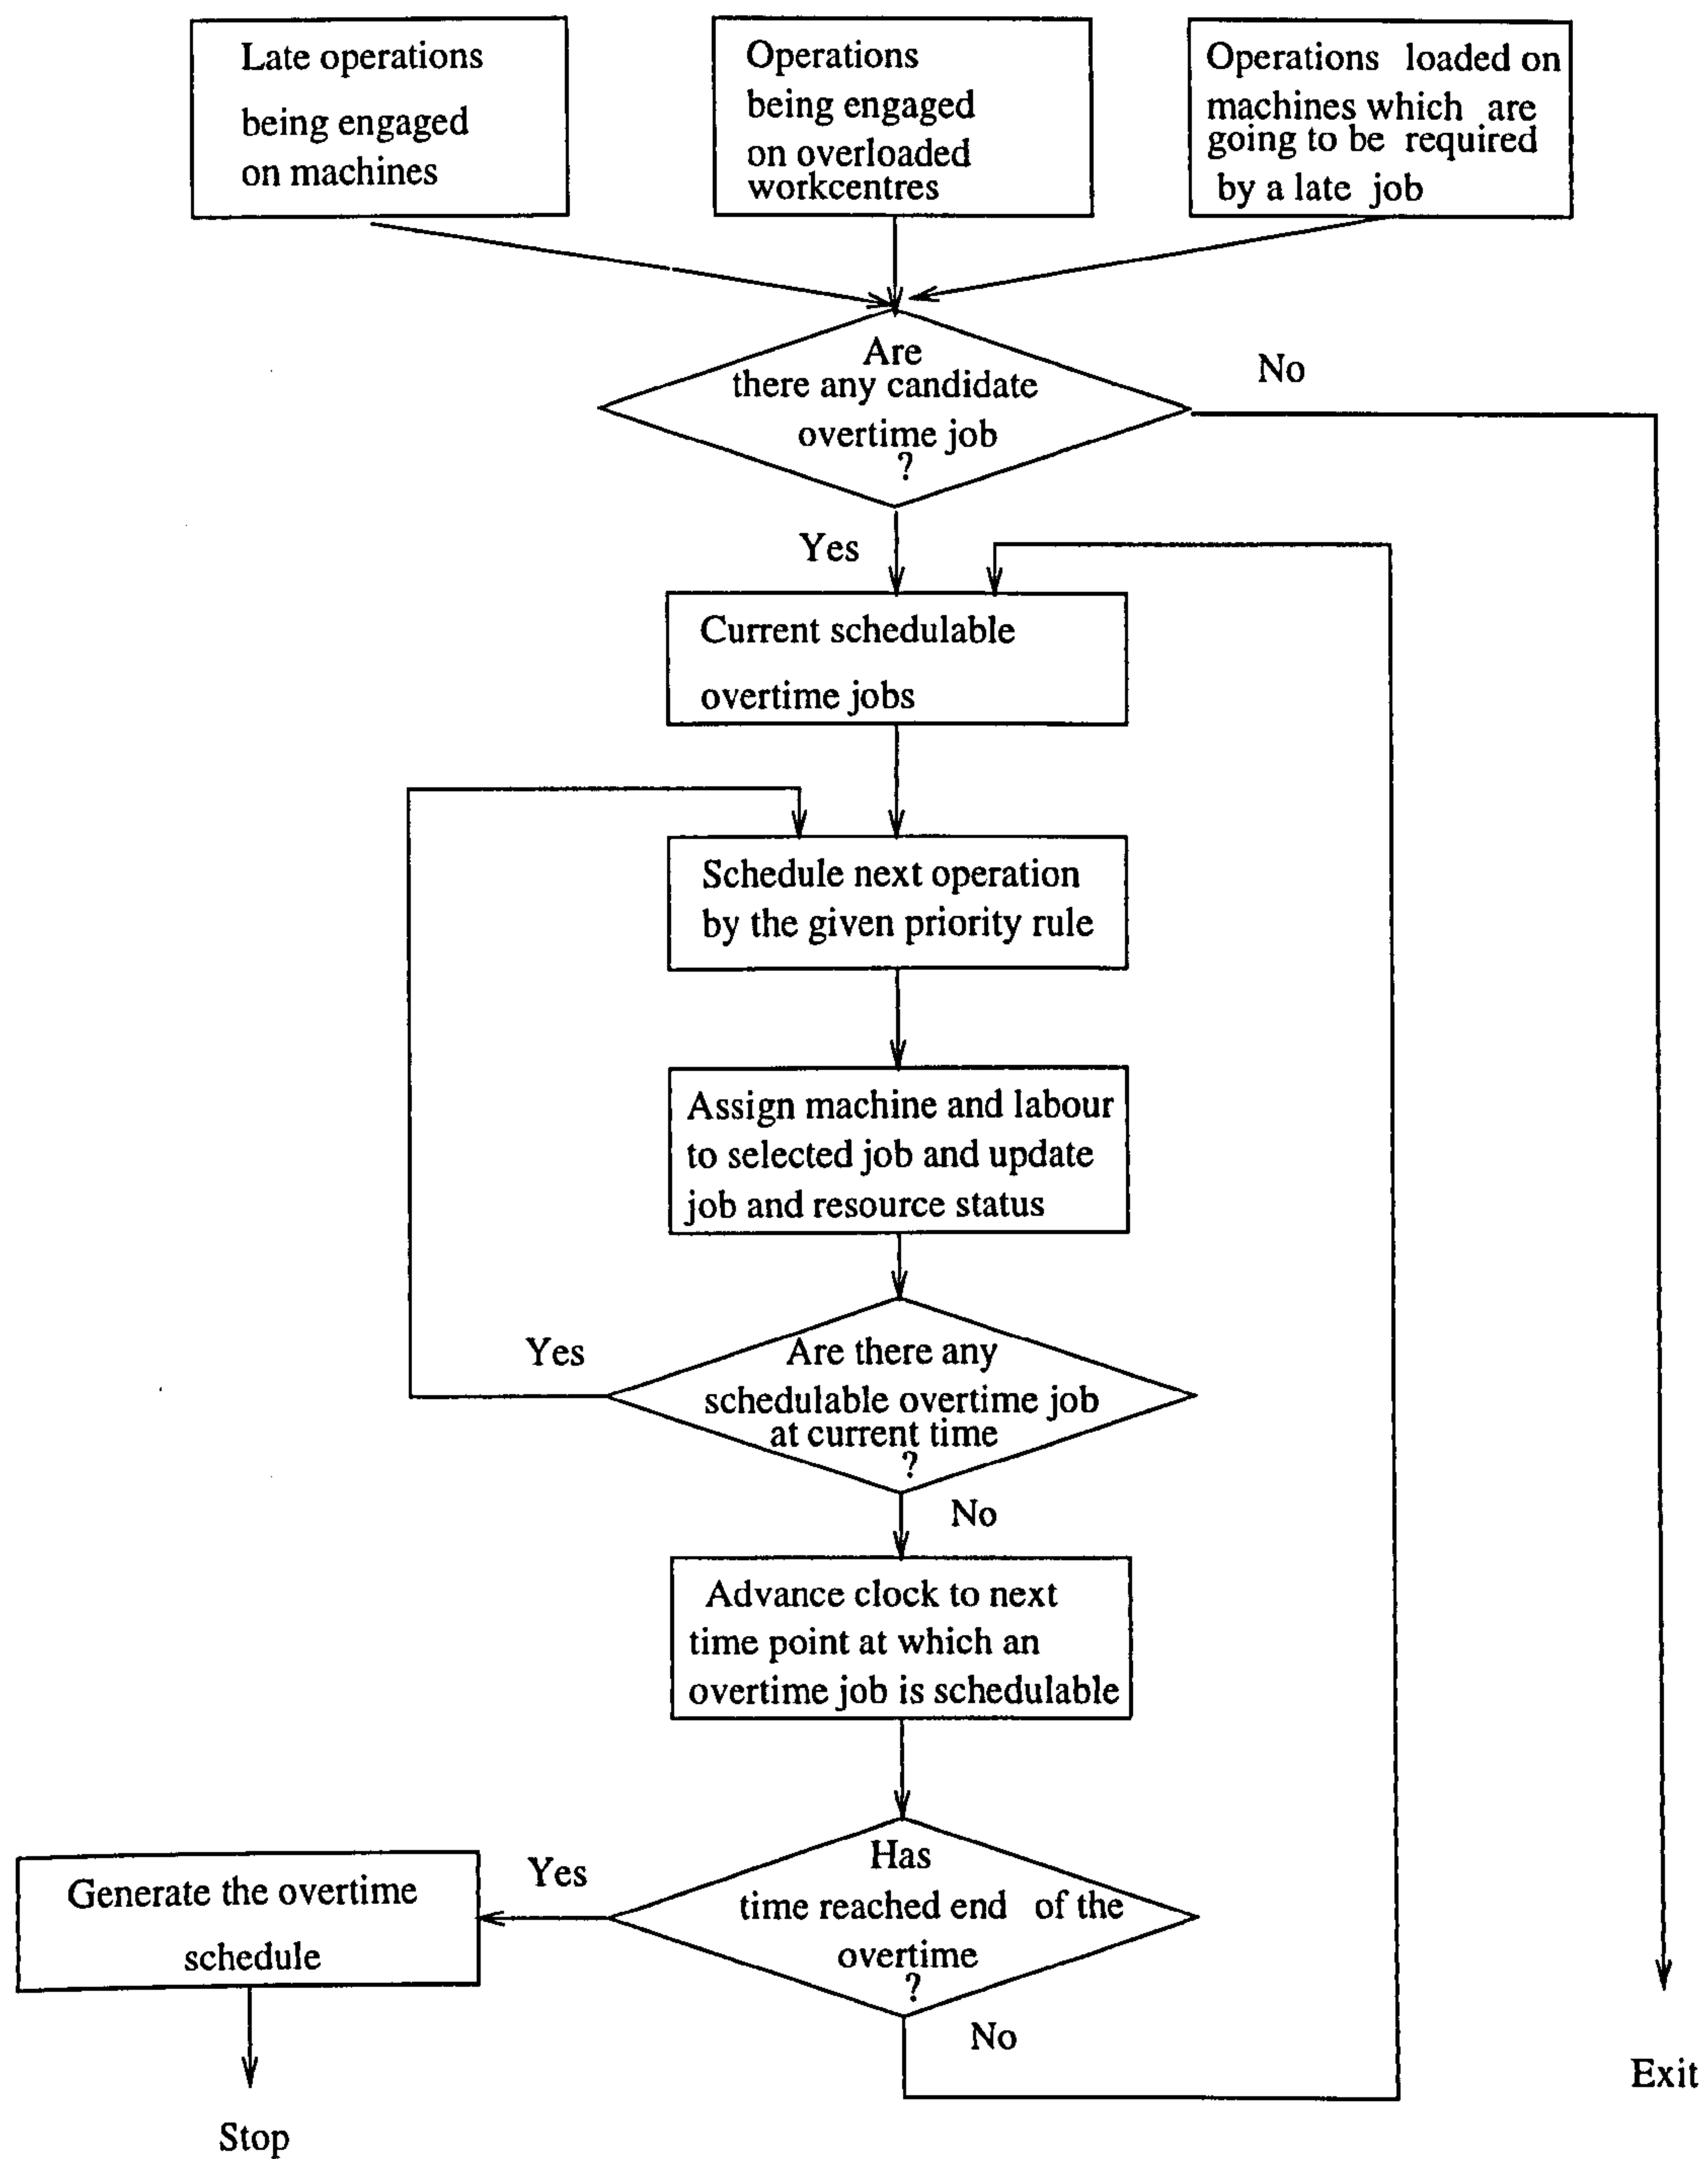 Late operations
being engaged
on machines
Operations
being engaged
on overloaded
workcentres
Operations loaded on
machines which are
going to be required
by a late job
Are
there any candidate
overtime job
?
No
Yes
Current schedulable
overtime jobs
Schedule next operation
by the given priority rule
Assign machine and labour
to selected job and update
job and resource status
Yes
Are there any
schedulable overtime job
at current time
?
No
Advance clock to next
time point at which an
overtime job is schedulable
Has
time reached end of the
overtime
?
Yes
Generate the overtime
schedule
No
Stop
Exit